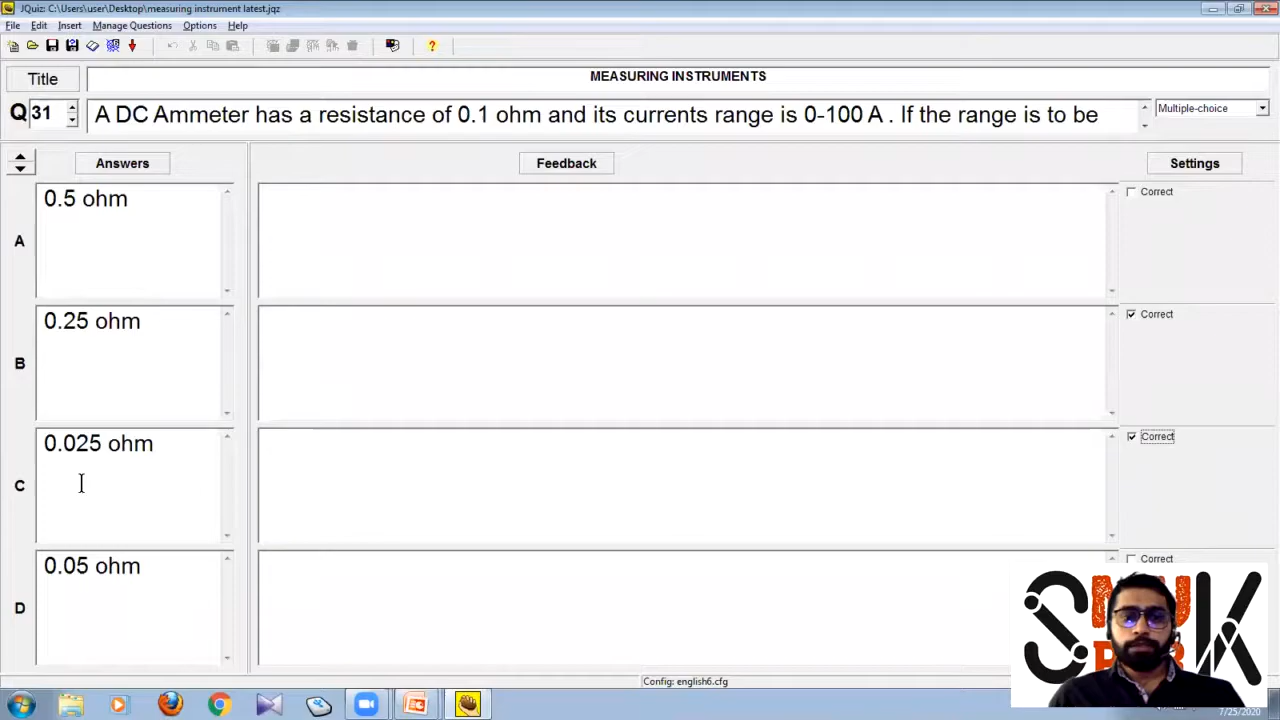 JQuiz: C:\Users\user\Desktop\measuring instrument latest.jqz
File Edit Insert Manage Questions Options Help
Title
MEASURING INSTRUMENTS
Q 31
A DC Ammeter has a resistance of 0.1 ohm and its currents range is 0-100 A . If the range is to be
Multiple-choice
Answers
Feedback
Settings
A
0.5 ohm
Correct
B
0.25 ohm
Correct
C
0.025 ohm
Correct
D
0.05 ohm
Correct
Config: english6.cfg
7/25/2020